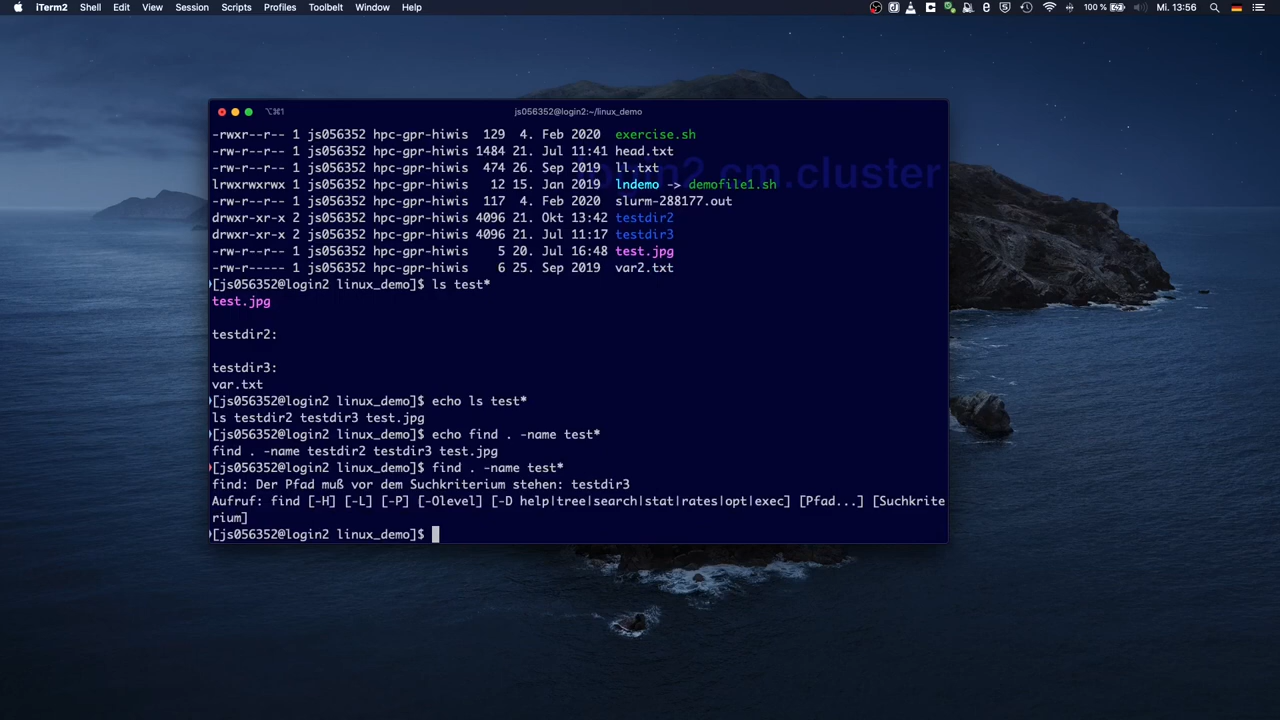 iTerm2 Shell Edit View Session Scripts Profiles Toolbelt Window Help 100 % Mi. 13:56
⌥⌘1 js056352@login2:~/linux_demo
login2.cm.cluster
-rwxr--r-- 1 js056352 hpc-gpr-hiwis 129 4. Feb 2020 exercise.sh
-rw-r--r-- 1 js056352 hpc-gpr-hiwis 1484 21. Jul 11:41 head.txt
-rw-r--r-- 1 js056352 hpc-gpr-hiwis 474 26. Sep 2019 ll.txt
lrwxrwxrwx 1 js056352 hpc-gpr-hiwis 12 15. Jan 2019 lndemo -> demofile1.sh
-rw-r--r-- 1 js056352 hpc-gpr-hiwis 117 4. Feb 2020 slurm-288177.out
drwxr-xr-x 2 js056352 hpc-gpr-hiwis 4096 21. Okt 13:42 testdir2
drwxr-xr-x 2 js056352 hpc-gpr-hiwis 4096 21. Jul 11:17 testdir3
-rw-r--r-- 1 js056352 hpc-gpr-hiwis 5 20. Jul 16:48 test.jpg
-rw-r----- 1 js056352 hpc-gpr-hiwis 6 25. Sep 2019 var2.txt
[js056352@login2 linux_demo]$ ls test*
test.jpg
testdir2:
testdir3:
var.txt
[js056352@login2 linux_demo]$ echo ls test*
ls testdir2 testdir3 test.jpg
[js056352@login2 linux_demo]$ echo find . -name test*
find . -name testdir2 testdir3 test.jpg
[js056352@login2 linux_demo]$ find . -name test*
find: Der Pfad muß vor dem Suchkriterium stehen: testdir3
Aufruf: find [-H] [-L] [-P] [-Olevel] [-D help|tree|search|stat|rates|opt|exec] [Pfad...] [Suchkrite
rium]
[js056352@login2 linux_demo]$